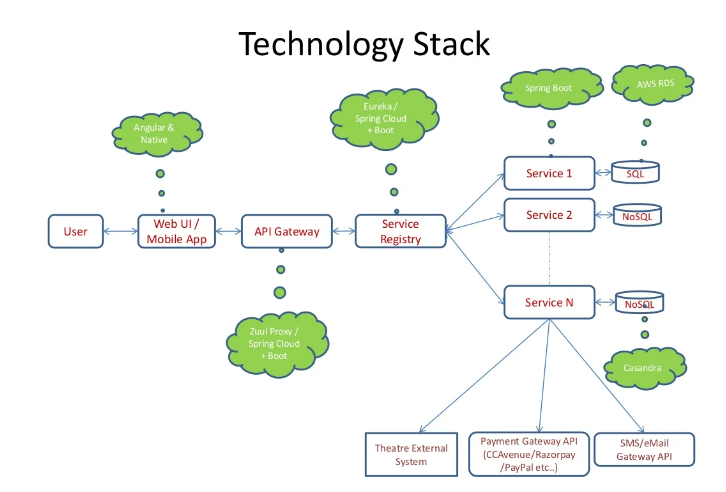 Technology Stack
Eureka /
Spring Cloud
+ Boot
Spring Boot
AWS RDS
Angular &
Native
Service 1
SQL
Service 2
NoSQL
User
Web UI /
Mobile App
API Gateway
Service
Registry
Service N
NoSQL
Zuul Proxy /
Spring Cloud
+ Boot
Casandra
Theatre External
System
Payment Gateway API
(CCAvenue/Razorpay
/PayPal etc..)
SMS/eMail
Gateway API